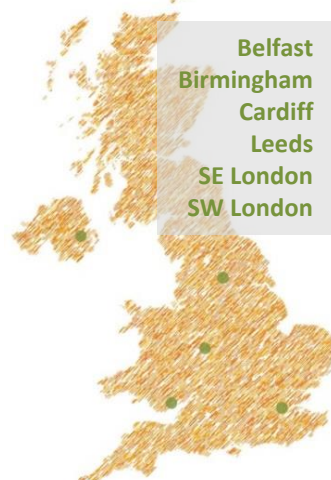 Belfast
Birmingham
Cardiff
Leeds
SE London
SW London